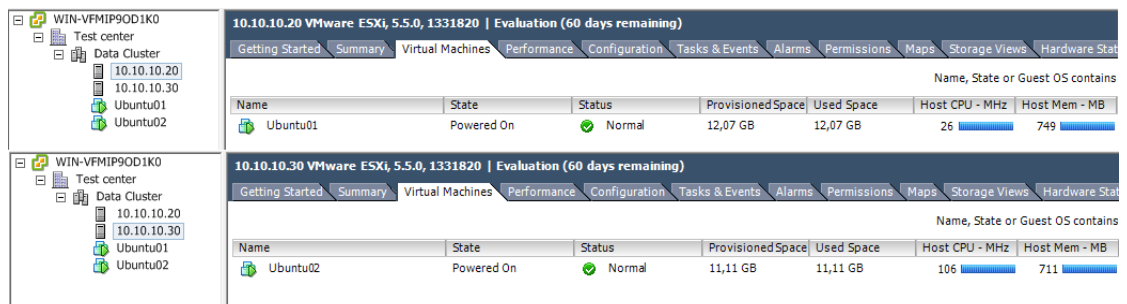 WIN-VFMIP9OD1K0
Test center
Data Cluster
10.10.10.20
10.10.10.30
Ubuntu01
Ubuntu02
10.10.10.20 VMware ESXi, 5.5.0, 1331820 | Evaluation (60 days remaining)
Getting Started Summary Virtual Machines Performance Configuration Tasks & Events Alarms Permissions Maps Storage Views Hardware Stat
Name, State or Guest OS contains
Name State Status Provisioned Space Used Space Host CPU - MHz Host Mem - MB
Ubuntu01 Powered On Normal 12,07 GB 12,07 GB 26 749
WIN-VFMIP9OD1K0
Test center
Data Cluster
10.10.10.20
10.10.10.30
Ubuntu01
Ubuntu02
10.10.10.30 VMware ESXi, 5.5.0, 1331820 | Evaluation (60 days remaining)
Getting Started Summary Virtual Machines Performance Configuration Tasks & Events Alarms Permissions Maps Storage Views Hardware Stat
Name, State or Guest OS contains
Name State Status Provisioned Space Used Space Host CPU - MHz Host Mem - MB
Ubuntu02 Powered On Normal 11,11 GB 11,11 GB 106 711